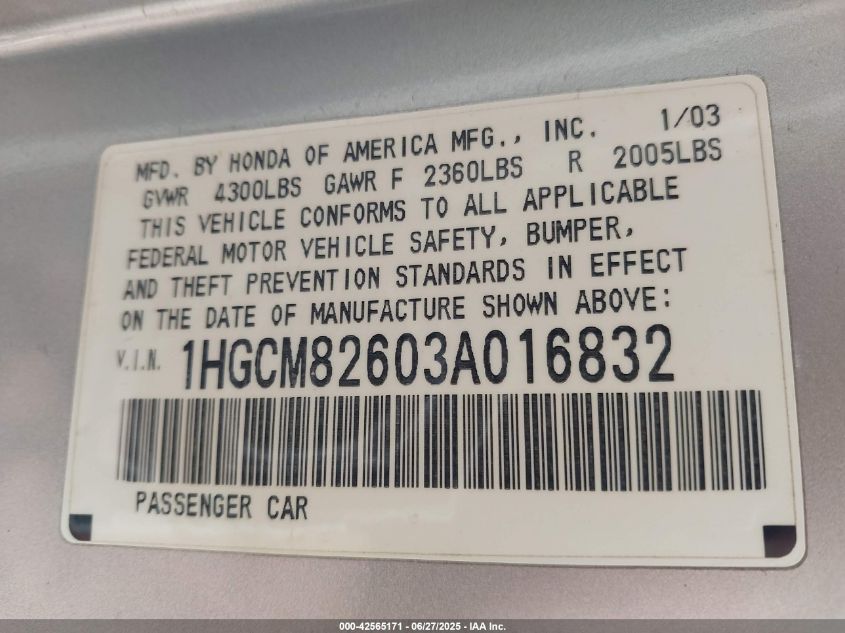 MFD. BY HONDA OF AMERICA MFG., INC. 1/03
GVWR 4300LBS GAWR F 2360LBS R 2005LBS
THIS VEHICLE CONFORMS TO ALL APPLICABLE
FEDERAL MOTOR VEHICLE SAFETY, BUMPER,
AND THEFT PREVENTION STANDARDS IN EFFECT
ON THE DATE OF MANUFACTURE SHOWN ABOVE:
V.I.N. 1HGCM82603A016832
PASSENGER CAR
000-42565171 | 06/27/2025 - IAA Inc.